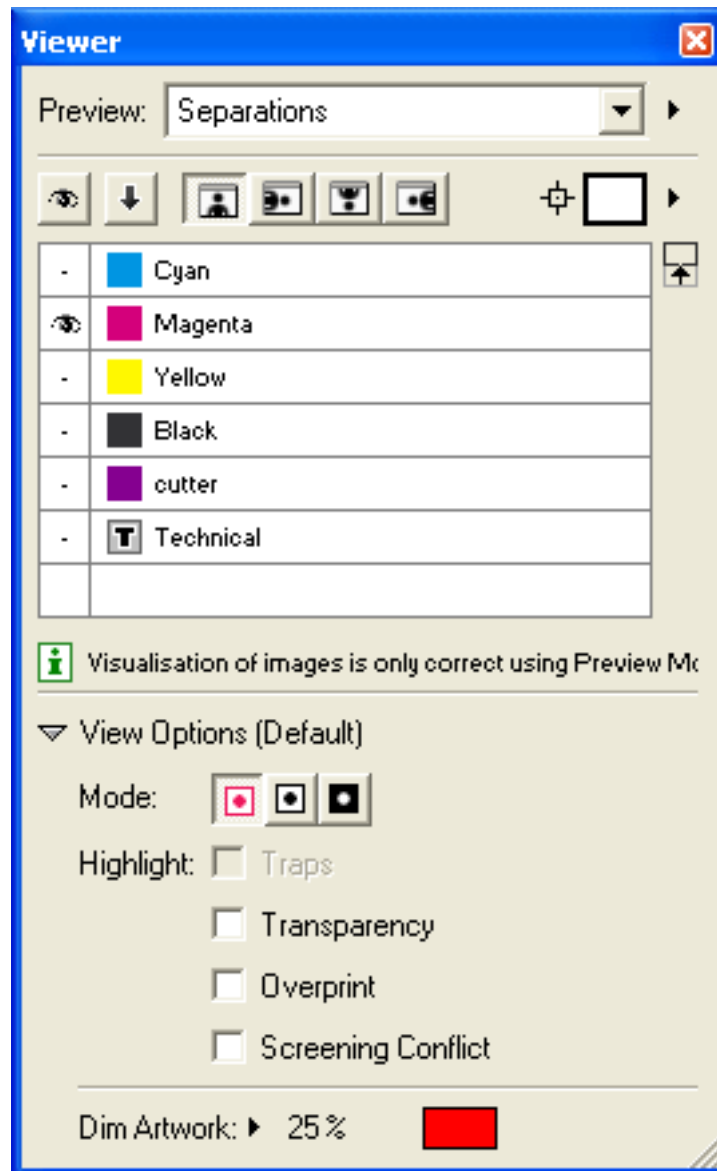 Viewer
Preview: Separations
Cyan
Magenta
Yellow
Black
cutter
T Technical
i Visualisation of images is only correct using Preview Mo
View Options (Default)
Mode:
Highlight: Traps
Transparency
Overprint
Screening Conflict
Dim Artwork: 25%